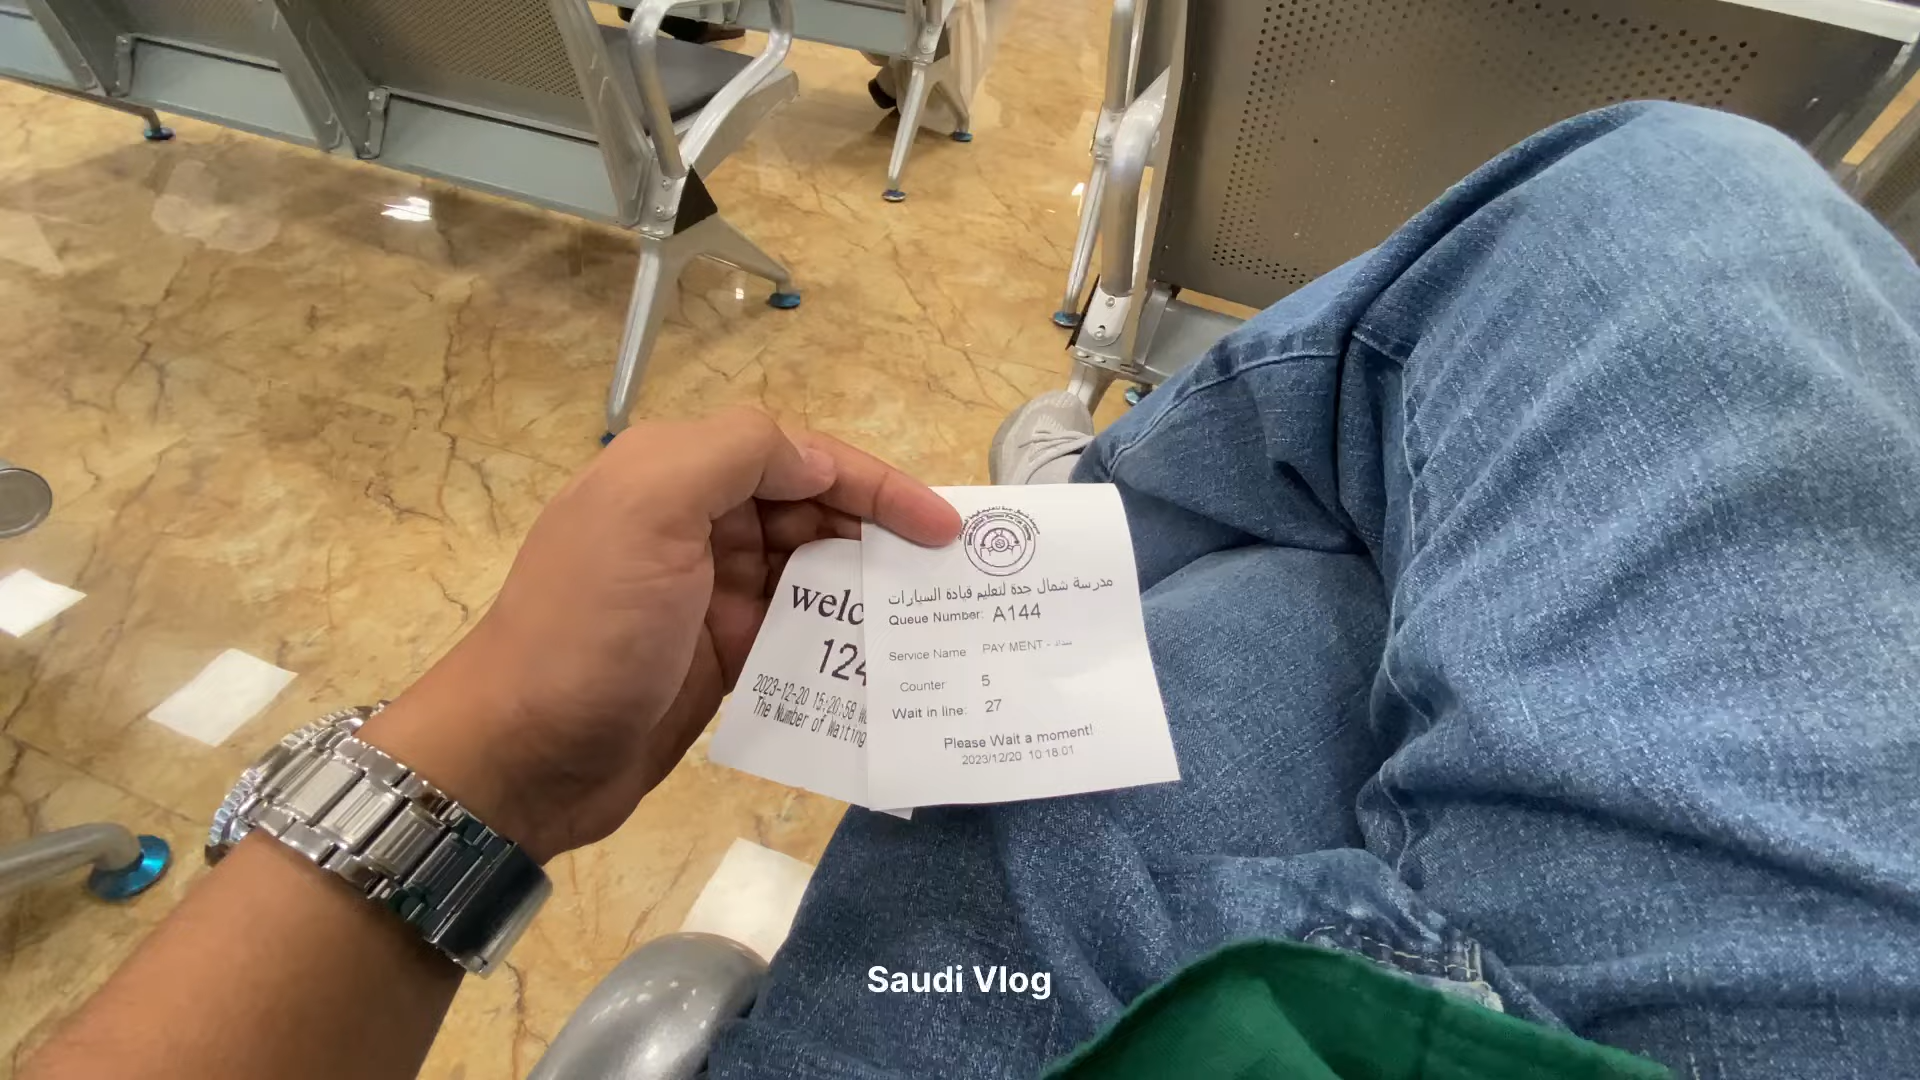 welc
124
2023-12-20 15:20:58
The Number of Waiting
مدرسة شمال جدة لتعليم قيادة السيارات
Queue Number: A144
Service Name PAY MENT - سداد
Counter 5
Wait in line: 27
Please Wait a moment!
2023/12/20 10:18:01
Saudi Vlog